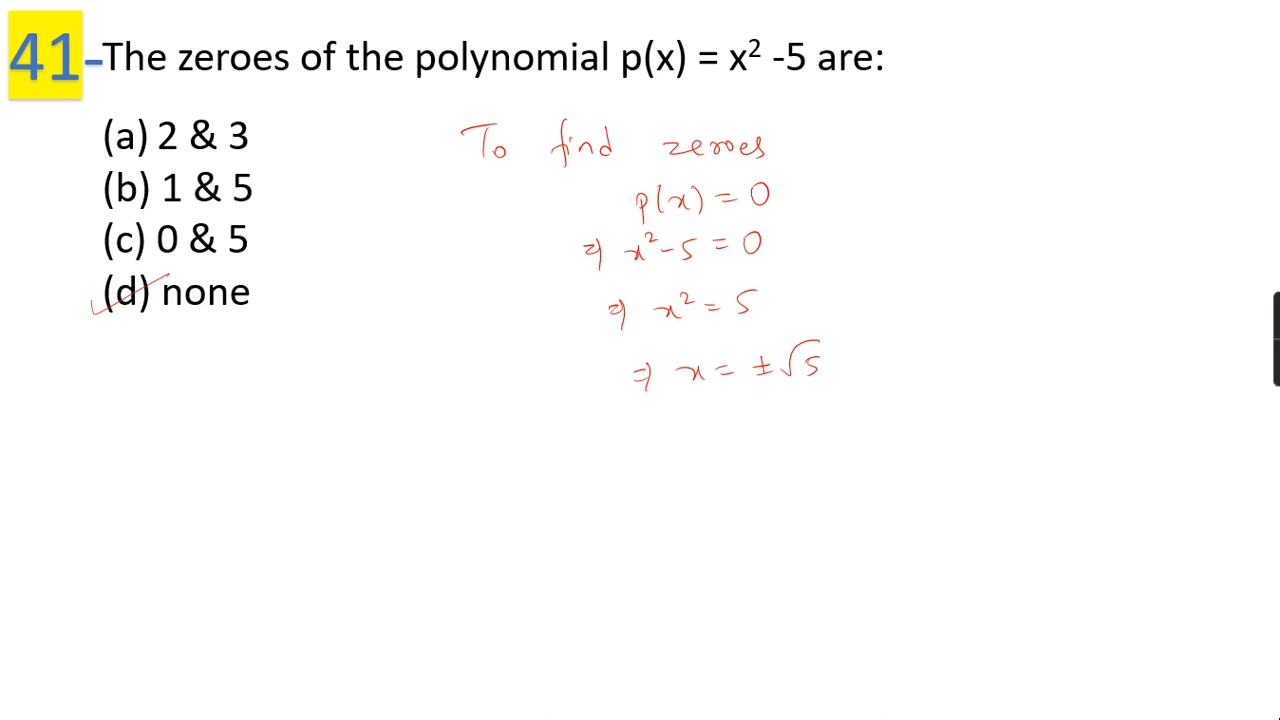 41-The zeroes of the polynomial p(x) = x² -5 are:
(a) 2 & 3
(b) 1 & 5
(c) 0 & 5
(d) none
To find zeroes
p(x) = 0
⇒ x² - 5 = 0
⇒ x² = 5
⇒ x = ±√5